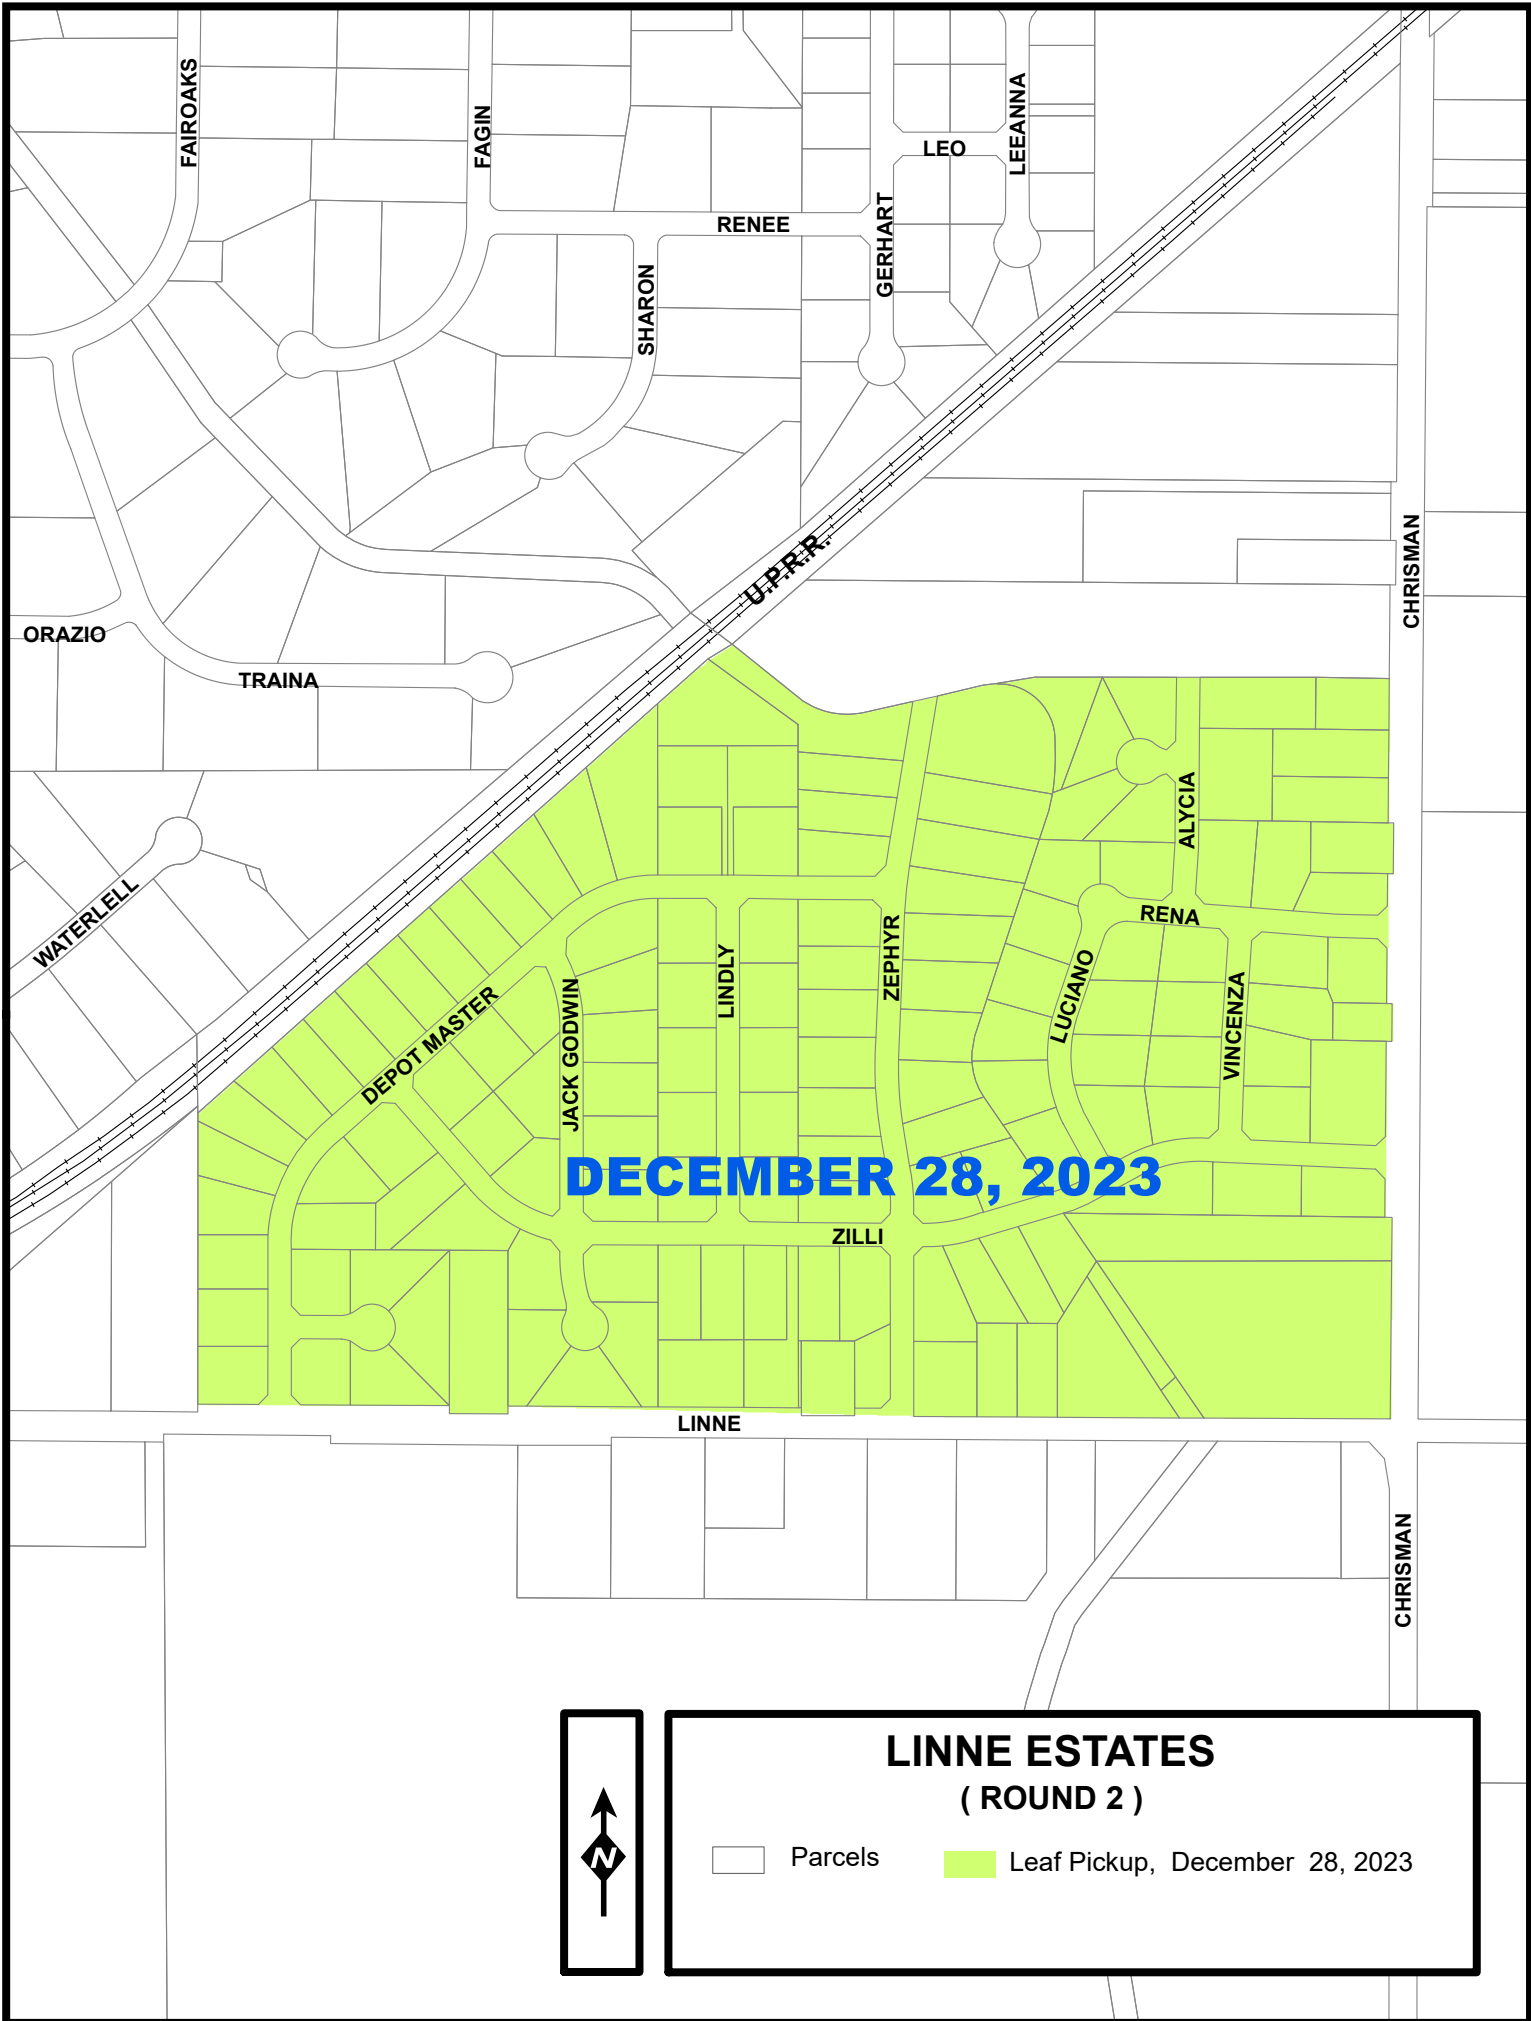 FAIROAKS
FAGIN
LEEANNA
LEO
RENEE
GERHART
SHARON
U.P.R.R.
CHRISMAN
ORAZIO
TRAINA
ALYCIA
WATERLELL
RENA
ZEPHYR
LINDLY
LUCIANO
VINCENZA
DEPOT MASTER
JACK GODWIN
DECEMBER 28, 2023
ZILLI
LINNE
CHRISMAN
LINNE ESTATES
( ROUND 2 )
N
Parcels
Leaf Pickup, December 28, 2023